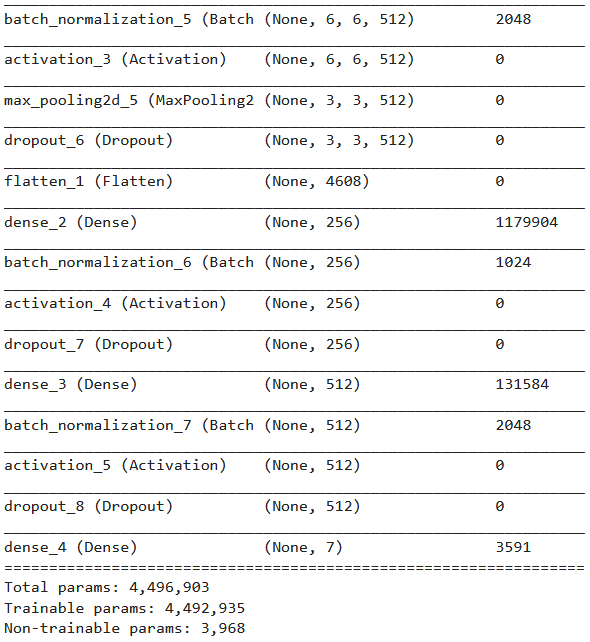 _________________________________________________________________
batch_normalization_5 (Batch (None, 6, 6, 512)         2048
_________________________________________________________________
activation_3 (Activation)    (None, 6, 6, 512)         0
_________________________________________________________________
max_pooling2d_5 (MaxPooling2 (None, 3, 3, 512)         0
_________________________________________________________________
dropout_6 (Dropout)          (None, 3, 3, 512)         0
_________________________________________________________________
flatten_1 (Flatten)          (None, 4608)              0
_________________________________________________________________
dense_2 (Dense)              (None, 256)               1179904
_________________________________________________________________
batch_normalization_6 (Batch (None, 256)               1024
_________________________________________________________________
activation_4 (Activation)    (None, 256)               0
_________________________________________________________________
dropout_7 (Dropout)          (None, 256)               0
_________________________________________________________________
dense_3 (Dense)              (None, 512)               131584
_________________________________________________________________
batch_normalization_7 (Batch (None, 512)               2048
_________________________________________________________________
activation_5 (Activation)    (None, 512)               0
_________________________________________________________________
dropout_8 (Dropout)          (None, 512)               0
_________________________________________________________________
dense_4 (Dense)              (None, 7)                 3591
=================================================================
Total params: 4,496,903
Trainable params: 4,492,935
Non-trainable params: 3,968